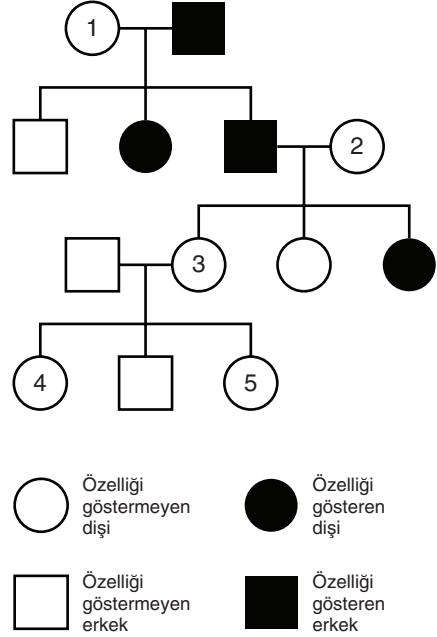 1
2
3
4
5
Özelliği
göstermeyen
dişi
Özelliği
gösteren
dişi
Özelliği
göstermeyen
erkek
Özelliği
gösteren
erkek